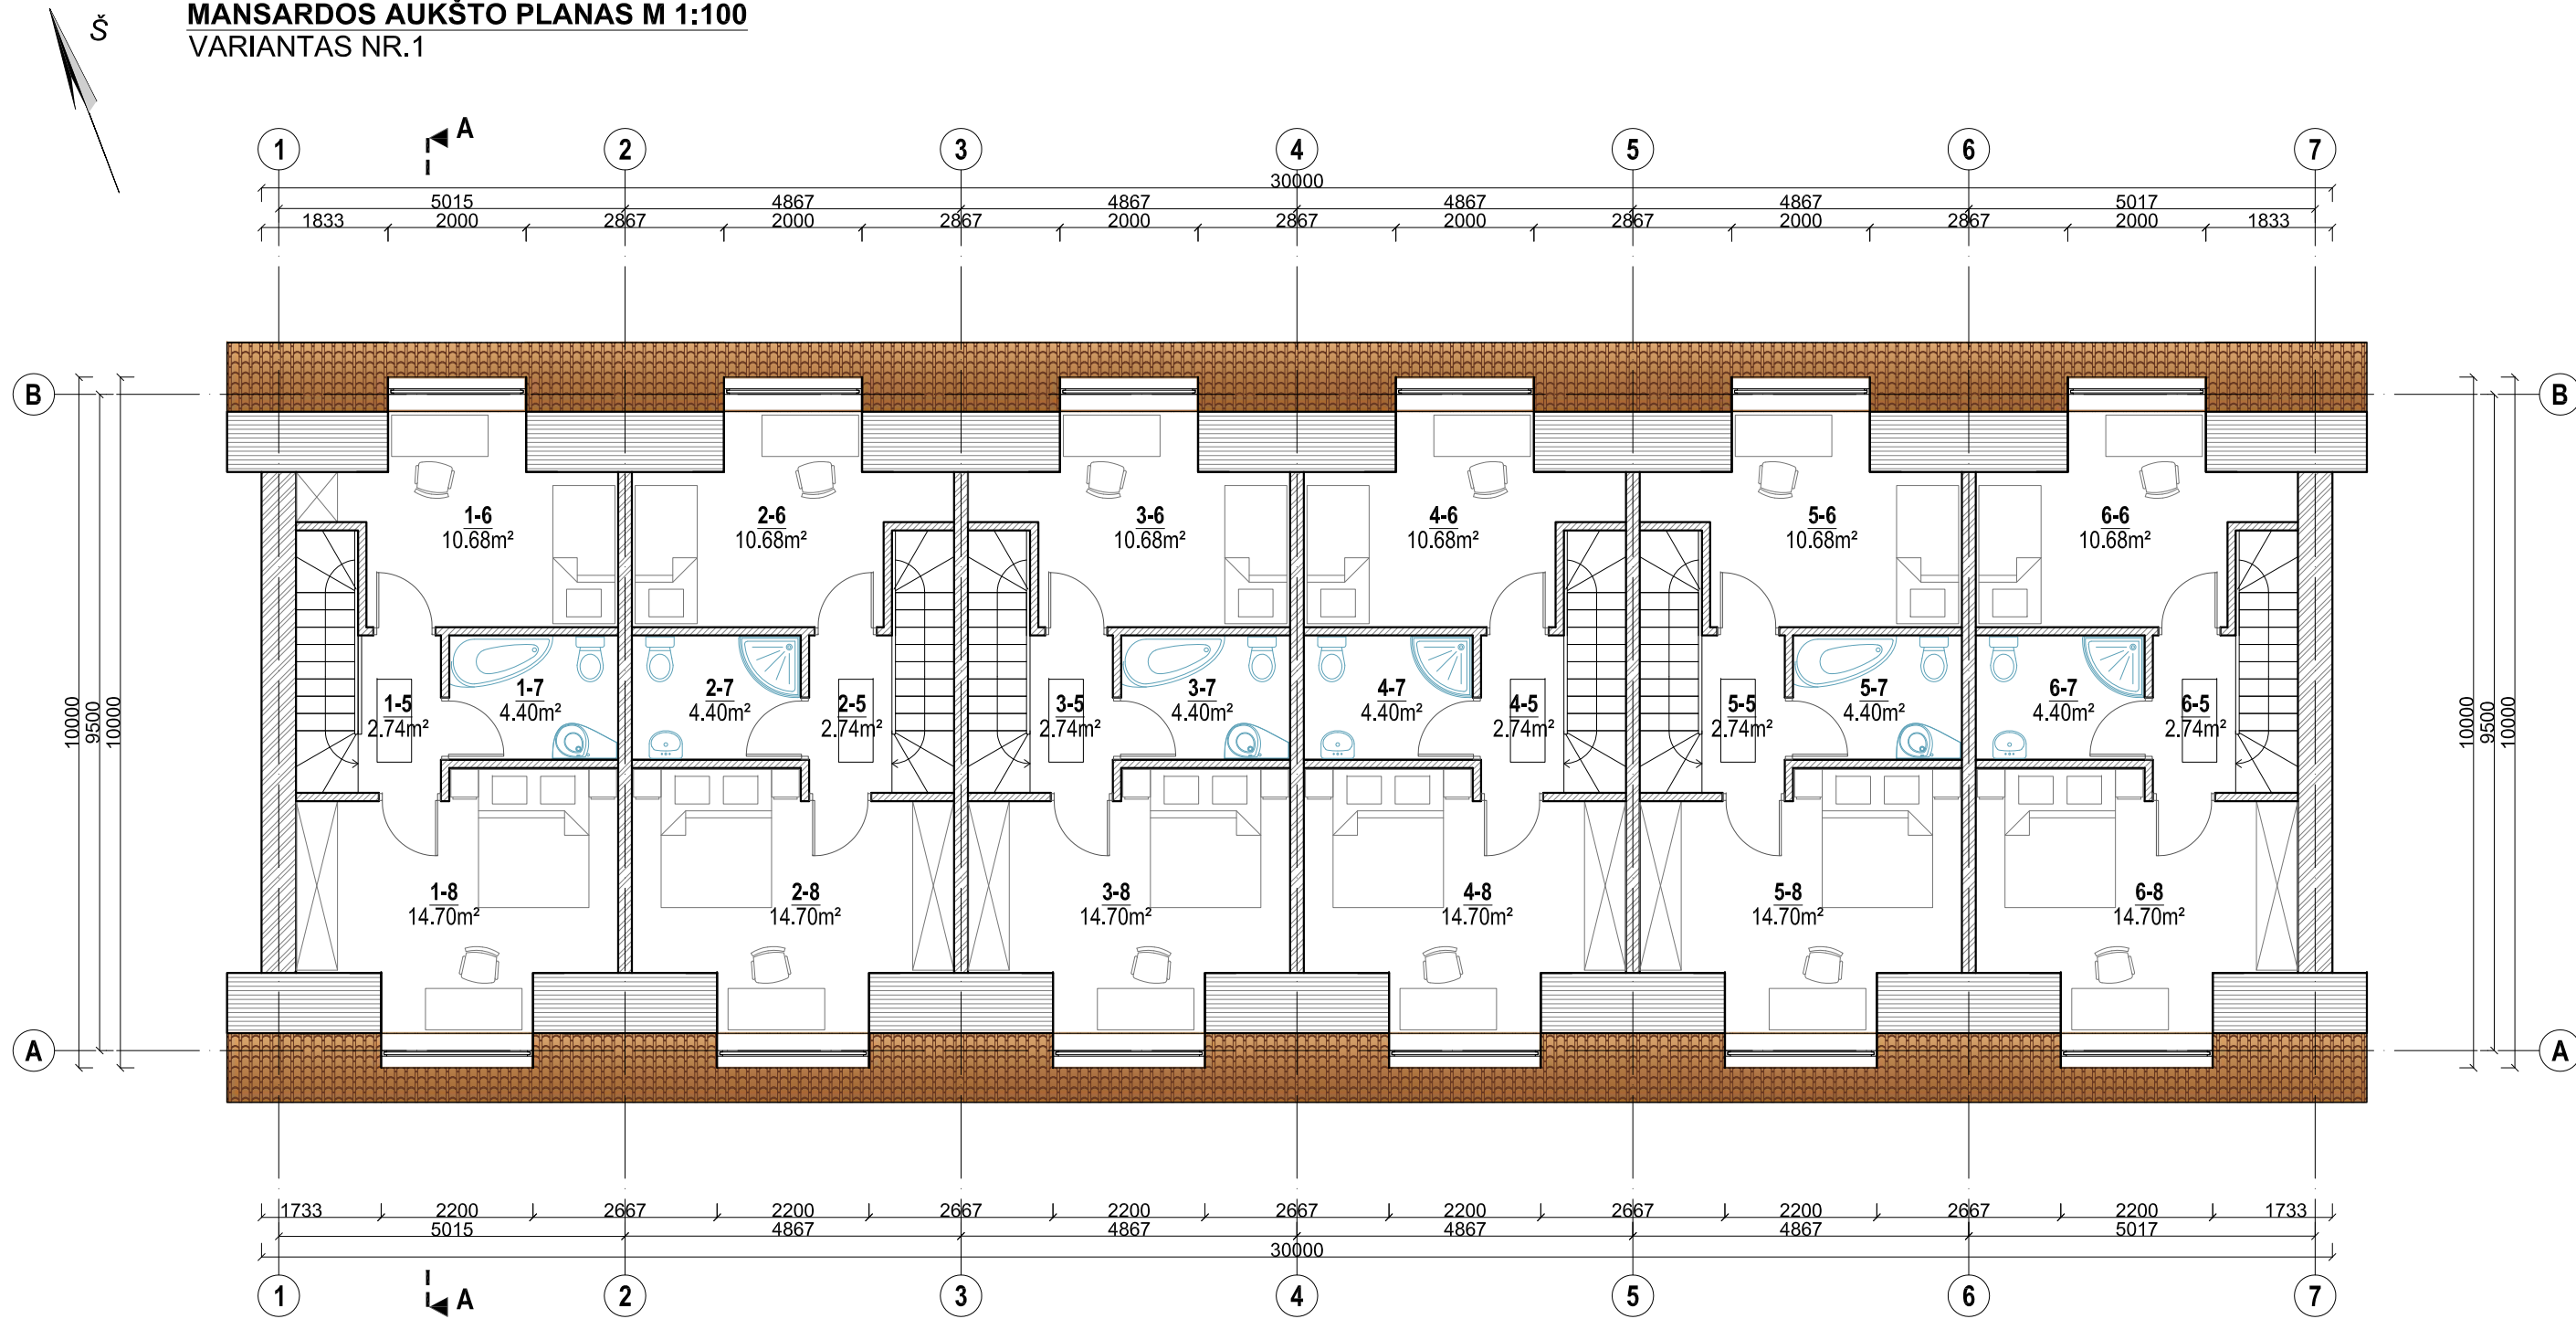 MANSARDOS AUKŠTO PLANAS M 1:100
VARIANTAS NR.1
Š
A
1 2 3 4 5 6 7
30000
5015 4867 4867 4867 4867 5017
1833 2000 2867 2000 2867 2000 2867 2000 2867 2000 2867 2000 1833
B B
1-6 2-6 3-6 4-6 5-6 6-6
10.68m² 10.68m² 10.68m² 10.68m² 10.68m² 10.68m²
1-5 1-7 2-7 2-5 3-5 3-7 4-7 4-5 5-5 5-7 6-7 6-5
2.74m² 4.40m² 4.40m² 2.74m² 2.74m² 4.40m² 4.40m² 2.74m² 2.74m² 4.40m² 4.40m² 2.74m²
10000 9500 10000 10000 9500 10000
1-8 2-8 3-8 4-8 5-8 6-8
14.70m² 14.70m² 14.70m² 14.70m² 14.70m² 14.70m²
A A
1733 2200 2667 2200 2667 2200 2667 2200 2667 2200 2667 2200 1733
5015 4867 4867 4867 4867 5017
30000
1 2 3 4 5 6 7
A